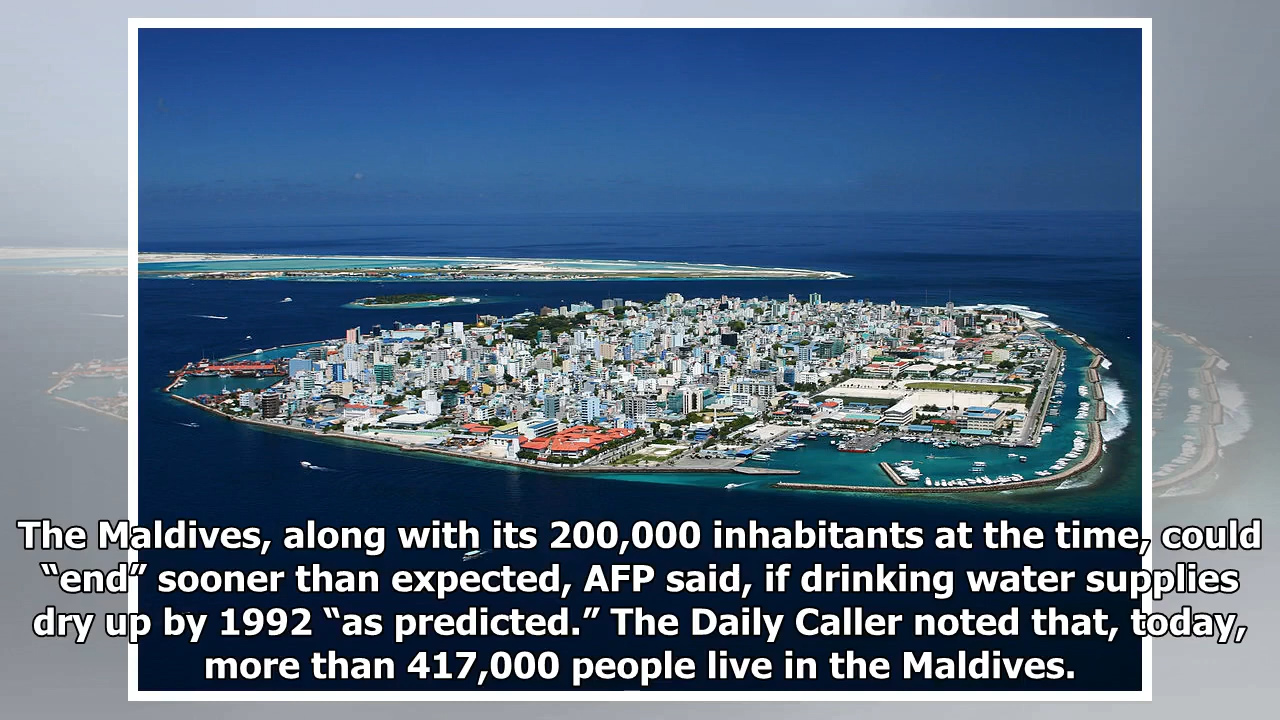 The Maldives, along with its 200,000 inhabitants at the time, could
“end” sooner than expected, AFP said, if drinking water supplies
dry up by 1992 “as predicted.” The Daily Caller noted that, today,
more than 417,000 people live in the Maldives.